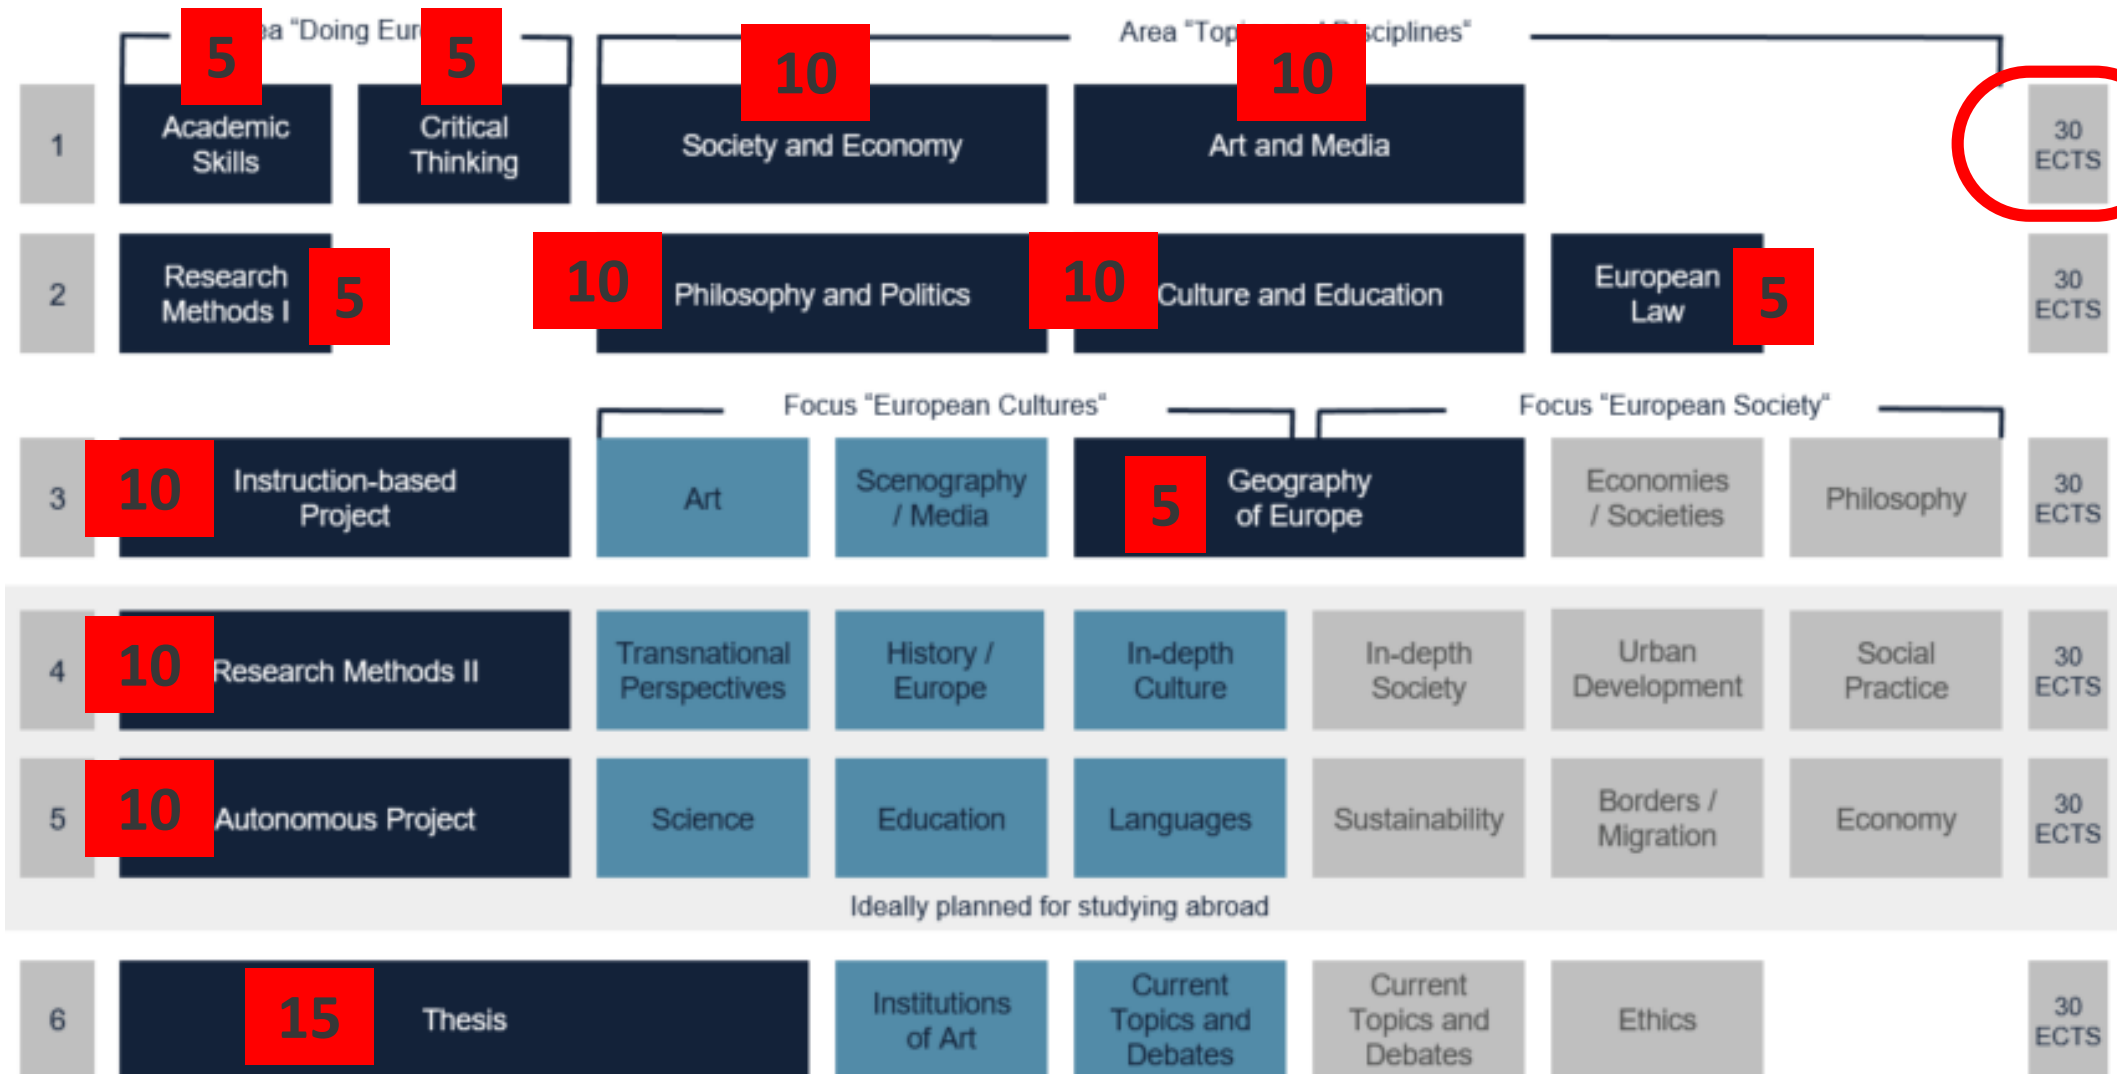 ea "Doing Eur
Area "Top
Disciplines"
5
5
10
10
1
Academic
Skills
Critical
Thinking
Society and Economy
Art and Media
30
ECTS
2
Research
Methods I
5
10
Philosophy and Politics
10
Culture and Education
European
Law
5
30
ECTS
Focus "European Cultures"
Focus "European Society"
3
10
Instruction-based
Project
Art
Scenography
/ Media
5
Geography
of Europe
Economies
/ Societies
Philosophy
30
ECTS
4
10
Research Methods II
Transnational
Perspectives
History /
Europe
In-depth
Culture
In-depth
Society
Urban
Development
Social
Practice
30
ECTS
5
10
Autonomous Project
Science
Education
Languages
Sustainability
Borders /
Migration
Economy
30
ECTS
Ideally planned for studying abroad
6
15
Thesis
Institutions
of Art
Current
Topics and
Debates
Current
Topics and
Debates
Ethics
30
ECTS